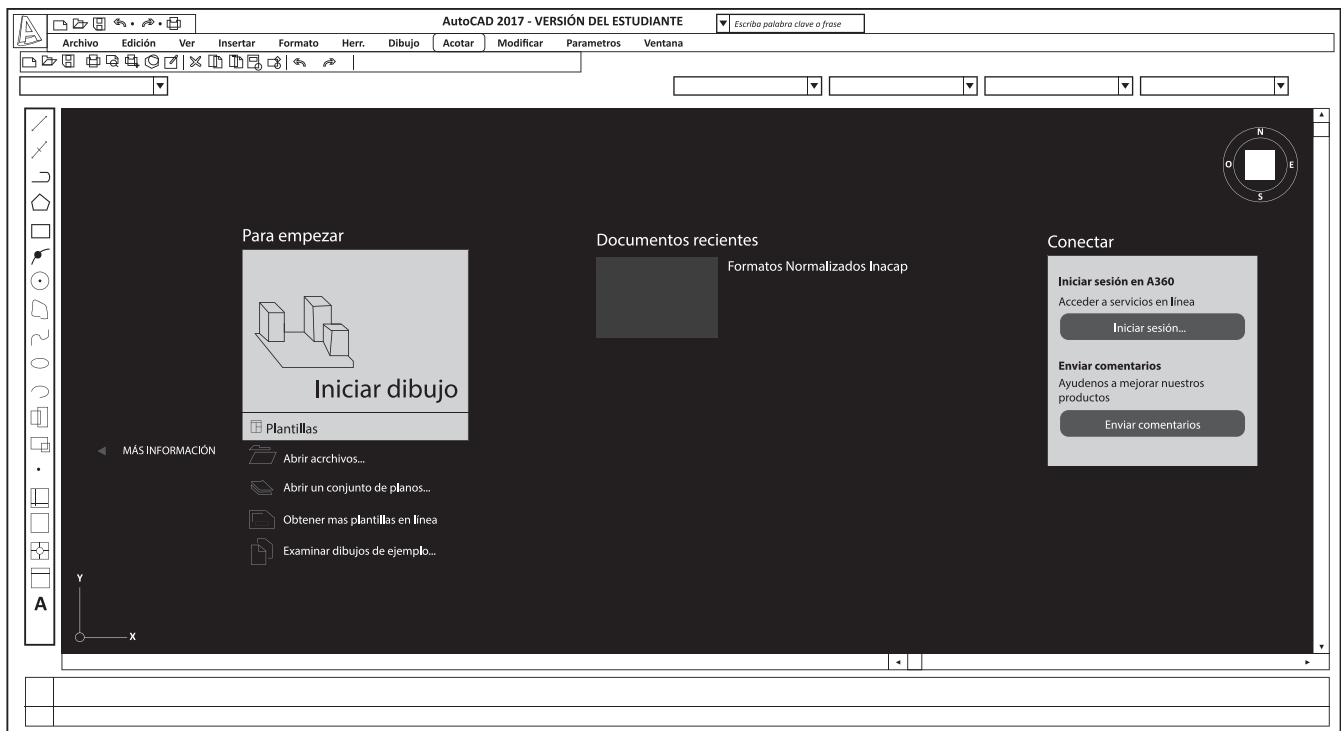 AutoCAD 2017 - VERSIÓN DEL ESTUDIANTE
Escriba palabra clave o frase
Archivo Edición Ver Insertar Formato Herr. Dibujo Acotar Modificar Parametros Ventana
N
O E
S
Para empezar
Iniciar dibujo
Plantillas
MÁS INFORMACIÓN
Abrir acrchivos...
Abrir un conjunto de planos...
Obtener mas plantillas en línea
Examinar dibujos de ejemplo...
Documentos recientes
Formatos Normalizados Inacap
Conectar
Iniciar sesión en A360
Acceder a servicios en línea
Iniciar sesión...
Enviar comentarios
Ayudenos a mejorar nuestros
productos
Enviar comentarios
A
Y
X